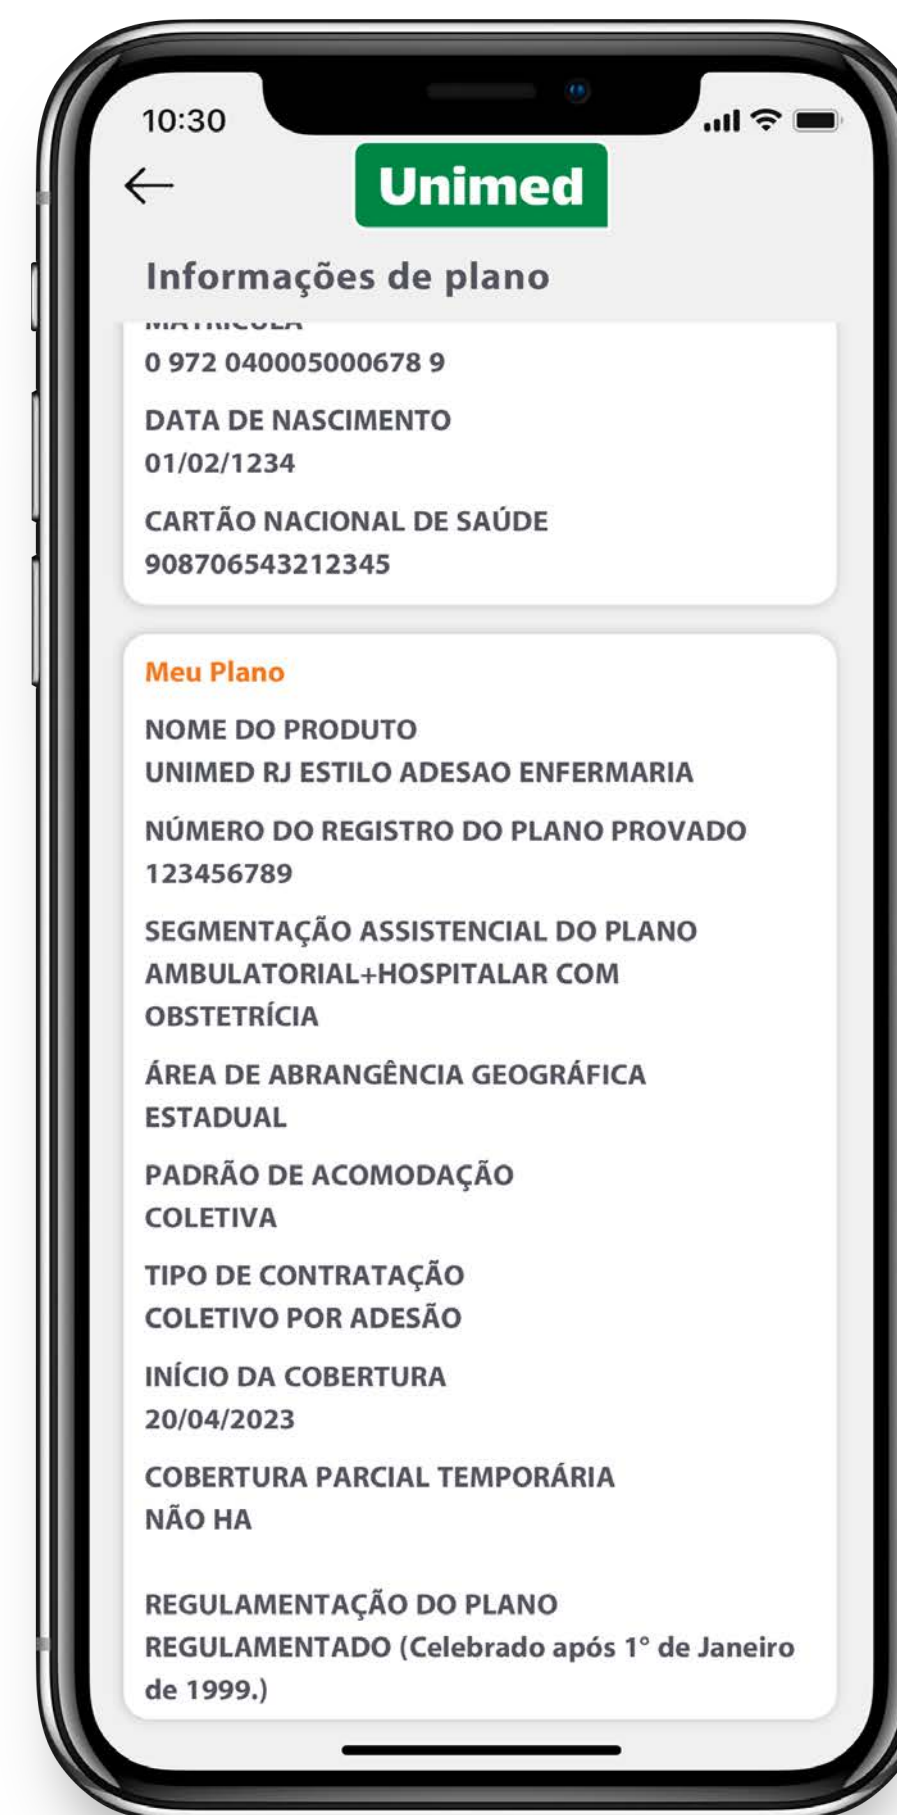 10:30
Unimed
Informações de plano
MATRÍCULA
0 972 040005000678 9
DATA DE NASCIMENTO
01/02/1234
CARTÃO NACIONAL DE SAÚDE
908706543212345
Meu Plano
NOME DO PRODUTO
UNIMED RJ ESTILO ADESAO ENFERMARIA
NÚMERO DO REGISTRO DO PLANO PROVADO
123456789
SEGMENTAÇÃO ASSISTENCIAL DO PLANO
AMBULATORIAL+HOSPITALAR COM
OBSTETRÍCIA
ÁREA DE ABRANGÊNCIA GEOGRÁFICA
ESTADUAL
PADRÃO DE ACOMODAÇÃO
COLETIVA
TIPO DE CONTRATAÇÃO
COLETIVO POR ADESÃO
INÍCIO DA COBERTURA
20/04/2023
COBERTURA PARCIAL TEMPORÁRIA
NÃO HA
REGULAMENTAÇÃO DO PLANO
REGULAMENTADO (Celebrado após 1° de Janeiro
de 1999.)